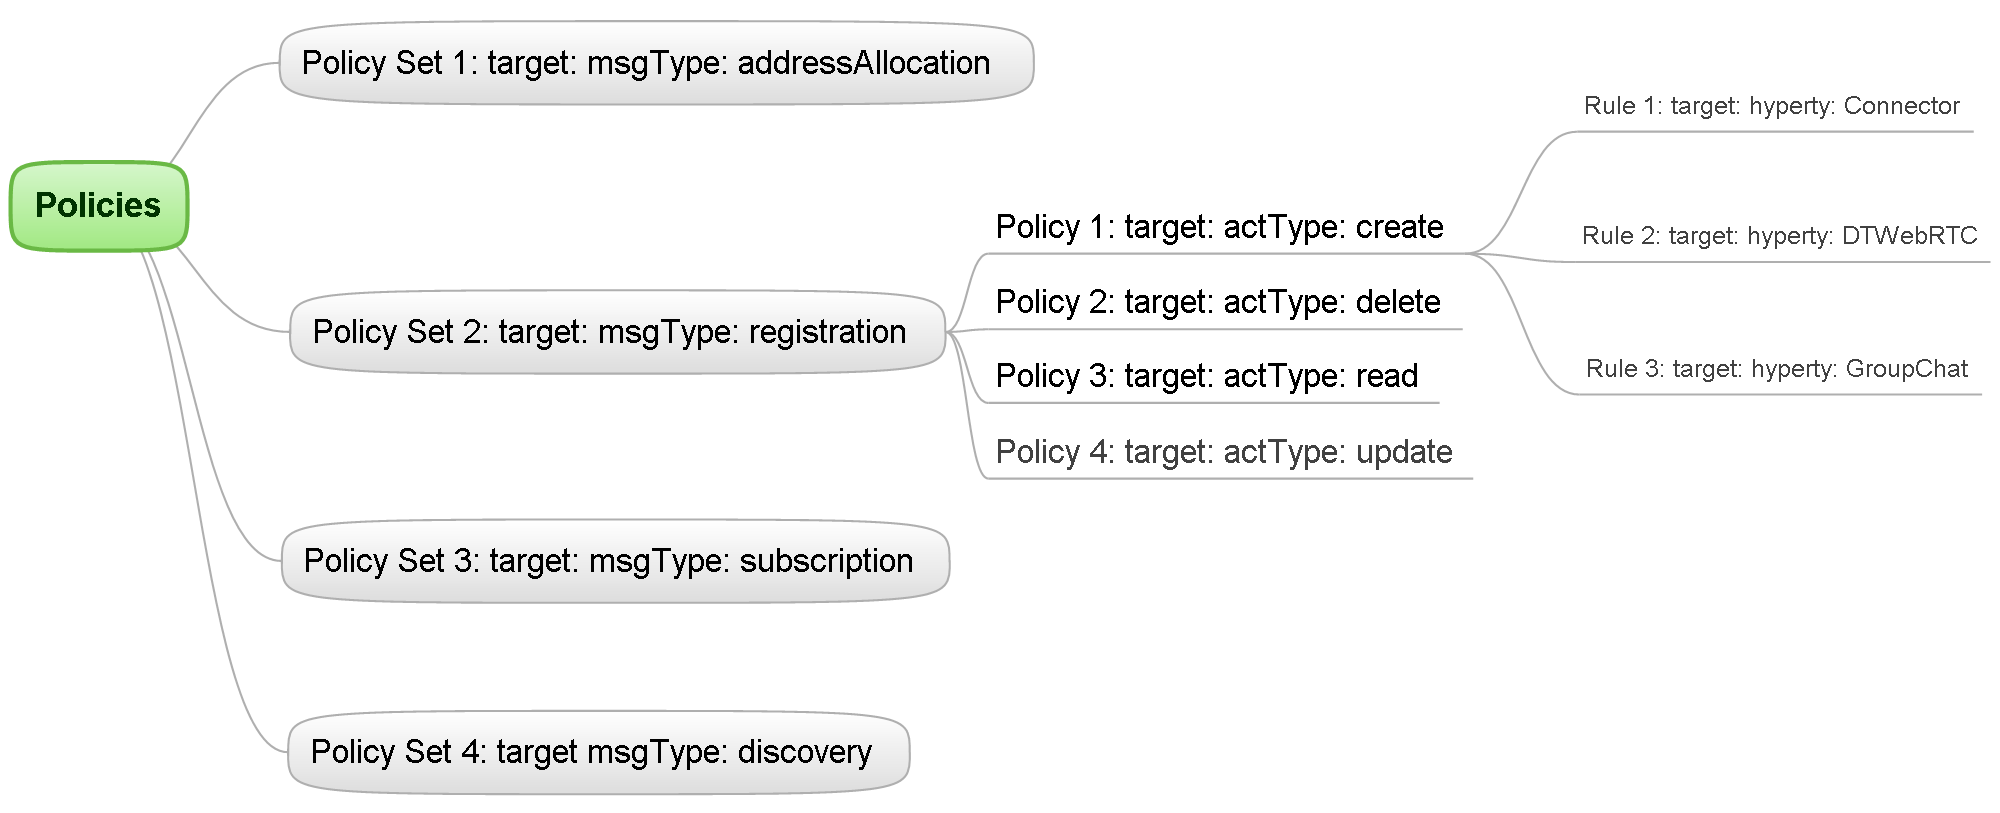 Policies
Policy Set 1: target: msgType: addressAllocation
Policy Set 2: target: msgType: registration
Policy 1: target: actType: create
Rule 1: target: hyperty: Connector
Rule 2: target: hyperty: DTWebRTC
Rule 3: target: hyperty: GroupChat
Policy 2: target: actType: delete
Policy 3: target: actType: read
Policy 4: target: actType: update
Policy Set 3: target: msgType: subscription
Policy Set 4: target msgType: discovery